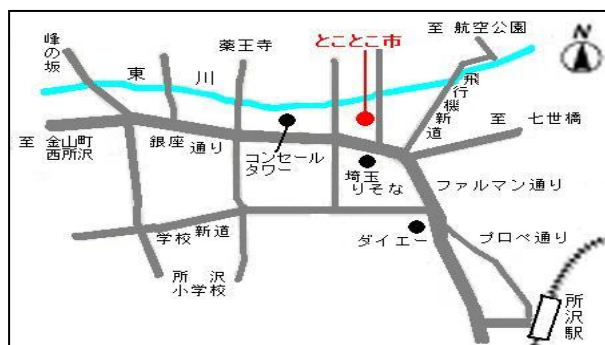 峰の坂
東川
薬王寺
とことこ市
至 航空公園
N
飛行機新道
至 金山町
西所沢
銀座通り
コンセール
タワー
埼玉
りそな
至 七世橋
ファルマン通り
学校新道
ダイエー
プロペ通り
所沢
小学校
所沢駅